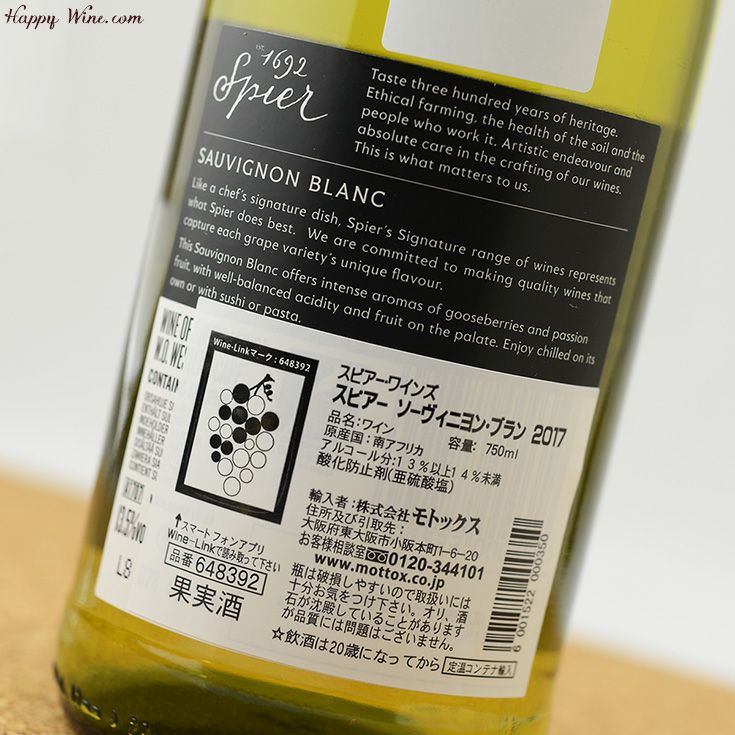 Happy Wine.com
EST.
1692
Spier
Taste three hundred years of heritage.
Ethical farming, the health of the soil and the
people who work it. Artistic endeavour and
absolute care in the crafting of our wines.
This is what matters to us.
SAUVIGNON BLANC
Like a chef's signature dish, Spier's Signature range of wines represents
what Spier does best. We are committed to making quality wines that
capture each grape variety's unique flavour.
This Sauvignon Blanc offers intense aromas of gooseberries and passion
fruit, with well-balanced acidity and fruit on the palate. Enjoy chilled on its
own or with sushi or pasta.
WINE OF
W.O. WE
CONTAIN
13.5%vo
L8
Wine-Linkマーク:648392
↑スマートフォンアプリ
Wine-Linkで読み取って下さい
品番 648392
果実酒
スピアーワインズ
スピアー ソーヴィニヨン・ブラン 2017
品名:ワイン 容量: 750ml
原産国:南アフリカ
アルコール分:13%以上14%未満
酸化防止剤(亜硫酸塩)
輸入者:株式会社 モトックス
住所及び引取先:
大阪府東大阪市小阪本町1-6-20
お客様相談室 0120-344101
www.mottox.co.jp
瓶は破損しやすいので取扱いには
十分お気をつけ下さい。オリ、酒
石が沈殿していることがあります
が品質には問題はございません。
☆飲酒は20歳になってから 定温コンテナ輸入
6 001522 000350